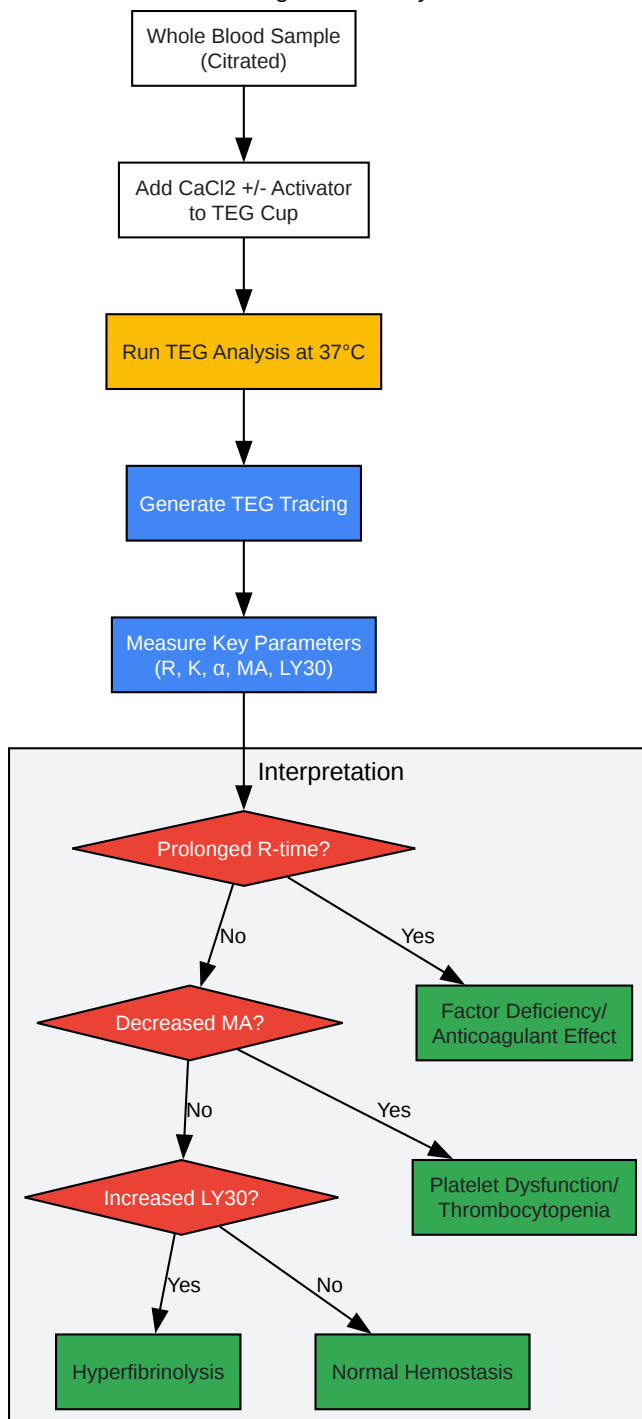 Whole Blood Sample
(Citrated)
Add CaCl2 +/- Activator
to TEG Cup
Run TEG Analysis at 37°C
Generate TEG Tracing
Measure Key Parameters
(R, K, α, MA, LY30)
Interpretation
Prolonged R-time?
No
Yes
Decreased MA?
Factor Deficiency/
Anticoagulant Effect
No
Yes
Increased LY30?
Platelet Dysfunction/
Thrombocytopenia
Yes
No
Hyperfibrinolysis
Normal Hemostasis